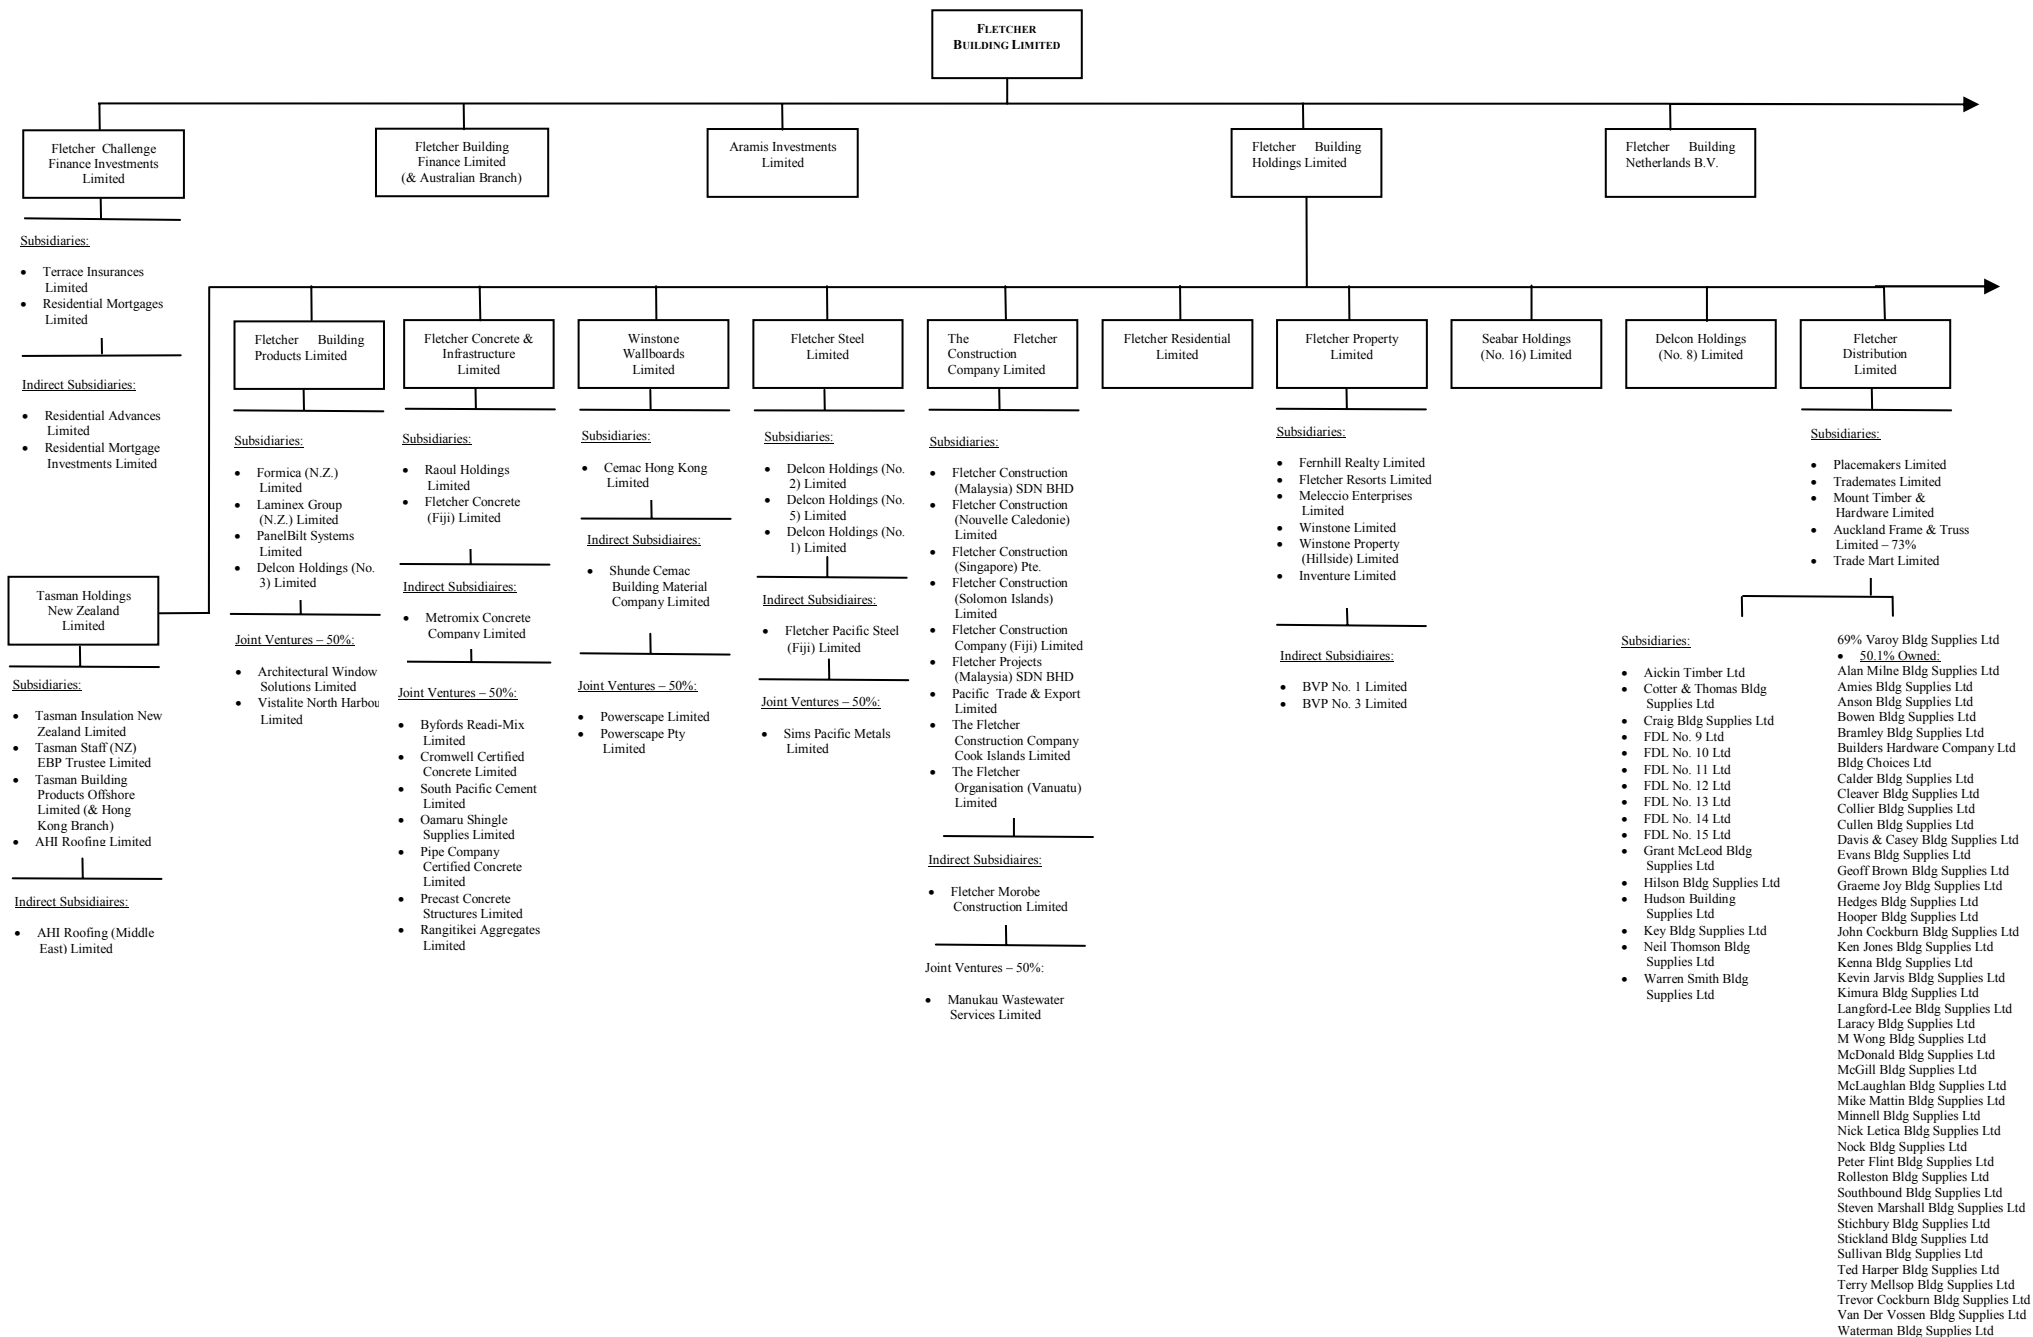 FLETCHER
BUILDING LIMITED
Fletcher Challenge
Finance Investments
Limited
Fletcher Building
Finance Limited
(& Australian Branch)
Aramis Investments
Limited
Fletcher Building
Holdings Limited
Fletcher Building
Netherlands B.V.
Subsidiaries:
• Terrace Insurances
Limited
• Residential Mortgages
Limited
Indirect Subsidiaries:
• Residential Advances
Limited
• Residential Mortgage
Investments Limited
Tasman Holdings
New Zealand
Limited
Subsidiaries:
• Tasman Insulation New
Zealand Limited
• Tasman Staff (NZ)
EBP Trustee Limited
• Tasman Building
Products Offshore
Limited (& Hong
Kong Branch)
• AHI Roofing Limited
Indirect Subsidiaires:
• AHI Roofing (Middle
East) Limited
Fletcher Building
Products Limited
Subsidiaries:
• Formica (N.Z.)
Limited
• Laminex Group
(N.Z.) Limited
• PanelBilt Systems
Limited
• Delcon Holdings (No.
3) Limited
Joint Ventures – 50%:
• Architectural Window
Solutions Limited
• Vistalite North Harbou
Limited
Fletcher Concrete &
Infrastructure
Limited
Subsidiaries:
• Raoul Holdings
Limited
• Fletcher Concrete
(Fiji) Limited
Indirect Subsidiaires:
• Metromix Concrete
Company Limited
Joint Ventures – 50%:
• Byfords Readi-Mix
Limited
• Cromwell Certified
Concrete Limited
• South Pacific Cement
Limited
• Oamaru Shingle
Supplies Limited
• Pipe Company
Certified Concrete
Limited
• Precast Concrete
Structures Limited
• Rangitikei Aggregates
Limited
Winstone
Wallboards
Limited
Subsidiaries:
• Cemac Hong Kong
Limited
Indirect Subsidiaires:
• Shunde Cemac
Building Material
Company Limited
Joint Ventures – 50%:
• Powerscape Limited
• Powerscape Pty
Limited
Fletcher Steel
Limited
Subsidiaries:
• Delcon Holdings (No.
2) Limited
• Delcon Holdings (No.
5) Limited
• Delcon Holdings (No.
1) Limited
Indirect Subsidiaires:
• Fletcher Pacific Steel
(Fiji) Limited
Joint Ventures – 50%:
• Sims Pacific Metals
Limited
The Fletcher
Construction
Company Limited
Subsidiaries:
• Fletcher Construction
(Malaysia) SDN BHD
• Fletcher Construction
(Nouvelle Caledonie)
Limited
• Fletcher Construction
(Singapore) Pte.
• Fletcher Construction
(Solomon Islands)
Limited
• Fletcher Construction
Company (Fiji) Limited
• Fletcher Projects
(Malaysia) SDN BHD
• Pacific Trade & Export
Limited
• The Fletcher
Construction Company
Cook Islands Limited
• The Fletcher
Organisation (Vanuatu)
Limited
Indirect Subsidiaires:
• Fletcher Morobe
Construction Limited
Joint Ventures – 50%:
• Manukau Wastewater
Services Limited
Fletcher Residential
Limited
Fletcher Property
Limited
Subsidiaries:
• Fernhill Realty Limited
• Fletcher Resorts Limited
• Meleccio Enterprises
Limited
• Winstone Limited
• Winstone Property
(Hillside) Limited
• Inventure Limited
Indirect Subsidiaires:
• BVP No. 1 Limited
• BVP No. 3 Limited
Seabar Holdings
(No. 16) Limited
Delcon Holdings
(No. 8) Limited
Fletcher
Distribution
Limited
Subsidiaries:
• Placemakers Limited
• Trademates Limited
• Mount Timber &
Hardware Limited
• Auckland Frame & Truss
Limited – 73%
• Trade Mart Limited
Subsidiaries:
• Aickin Timber Ltd
• Cotter & Thomas Bldg
Supplies Ltd
• Craig Bldg Supplies Ltd
• FDL No. 9 Ltd
• FDL No. 10 Ltd
• FDL No. 11 Ltd
• FDL No. 12 Ltd
• FDL No. 13 Ltd
• FDL No. 14 Ltd
• FDL No. 15 Ltd
• Grant McLeod Bldg
Supplies Ltd
• Hilson Bldg Supplies Ltd
• Hudson Building
Supplies Ltd
• Key Bldg Supplies Ltd
• Neil Thomson Bldg
Supplies Ltd
• Warren Smith Bldg
Supplies Ltd
69% Varoy Bldg Supplies Ltd
• 50.1% Owned:
Alan Milne Bldg Supplies Ltd
Amies Bldg Supplies Ltd
Anson Bldg Supplies Ltd
Bowen Bldg Supplies Ltd
Bramley Bldg Supplies Ltd
Builders Hardware Company Ltd
Bldg Choices Ltd
Calder Bldg Supplies Ltd
Cleaver Bldg Supplies Ltd
Collier Bldg Supplies Ltd
Cullen Bldg Supplies Ltd
Davis & Casey Bldg Supplies Ltd
Evans Bldg Supplies Ltd
Geoff Brown Bldg Supplies Ltd
Graeme Joy Bldg Supplies Ltd
Hedges Bldg Supplies Ltd
Hooper Bldg Supplies Ltd
John Cockburn Bldg Supplies Ltd
Ken Jones Bldg Supplies Ltd
Kenna Bldg Supplies Ltd
Kevin Jarvis Bldg Supplies Ltd
Kimura Bldg Supplies Ltd
Langford-Lee Bldg Supplies Ltd
Laracy Bldg Supplies Ltd
M Wong Bldg Supplies Ltd
McDonald Bldg Supplies Ltd
McGill Bldg Supplies Ltd
McLaughlan Bldg Supplies Ltd
Mike Mattin Bldg Supplies Ltd
Minnell Bldg Supplies Ltd
Nick Letica Bldg Supplies Ltd
Nock Bldg Supplies Ltd
Peter Flint Bldg Supplies Ltd
Rolleston Bldg Supplies Ltd
Southbound Bldg Supplies Ltd
Steven Marshall Bldg Supplies Ltd
Stichbury Bldg Supplies Ltd
Stickland Bldg Supplies Ltd
Sullivan Bldg Supplies Ltd
Ted Harper Bldg Supplies Ltd
Terry Mellsop Bldg Supplies Ltd
Trevor Cockburn Bldg Supplies Ltd
Van Der Vossen Bldg Supplies Ltd
Waterman Bldg Supplies Ltd